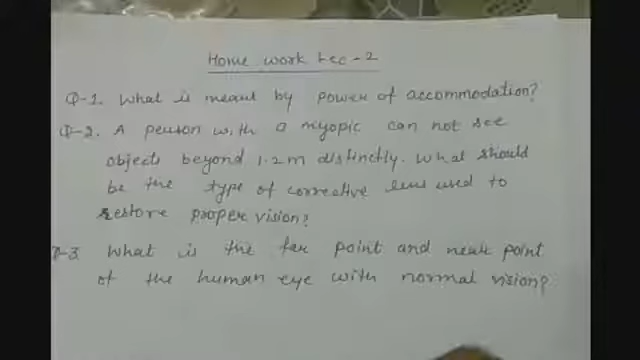 Home work Lec-2
Q-1. What is meant by power of accommodation?
Q-2. A person with a myopic can not see
objects beyond 1.2m distinctly. What should
be the type of corrective lens used to
restore proper vision?
Q-3 What is the far point and near point
of the human eye with normal vision?